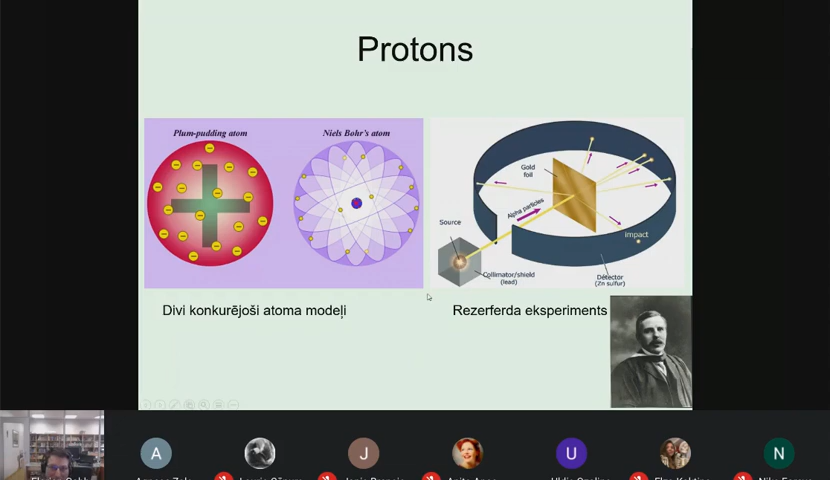 Protons
Plum-pudding atom
Niels Bohr's atom
Gold
foil
Alpha particles
Source
impact
Collimator/shield
(lead)
Detector
(Zn sulfur)
Divi konkurējoši atoma modeļi
Rezerferda eksperiments
A
J
U
N